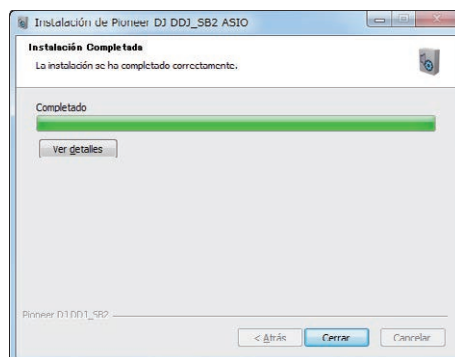 Instalación de Pioneer DJ DDJ_SB2 ASIO
Instalación Completada
La instalación se ha completado correctamente.
Completado
Ver detalles
Pioneer DJ DDJ_SB2
< Atrás
Cerrar
Cancelar